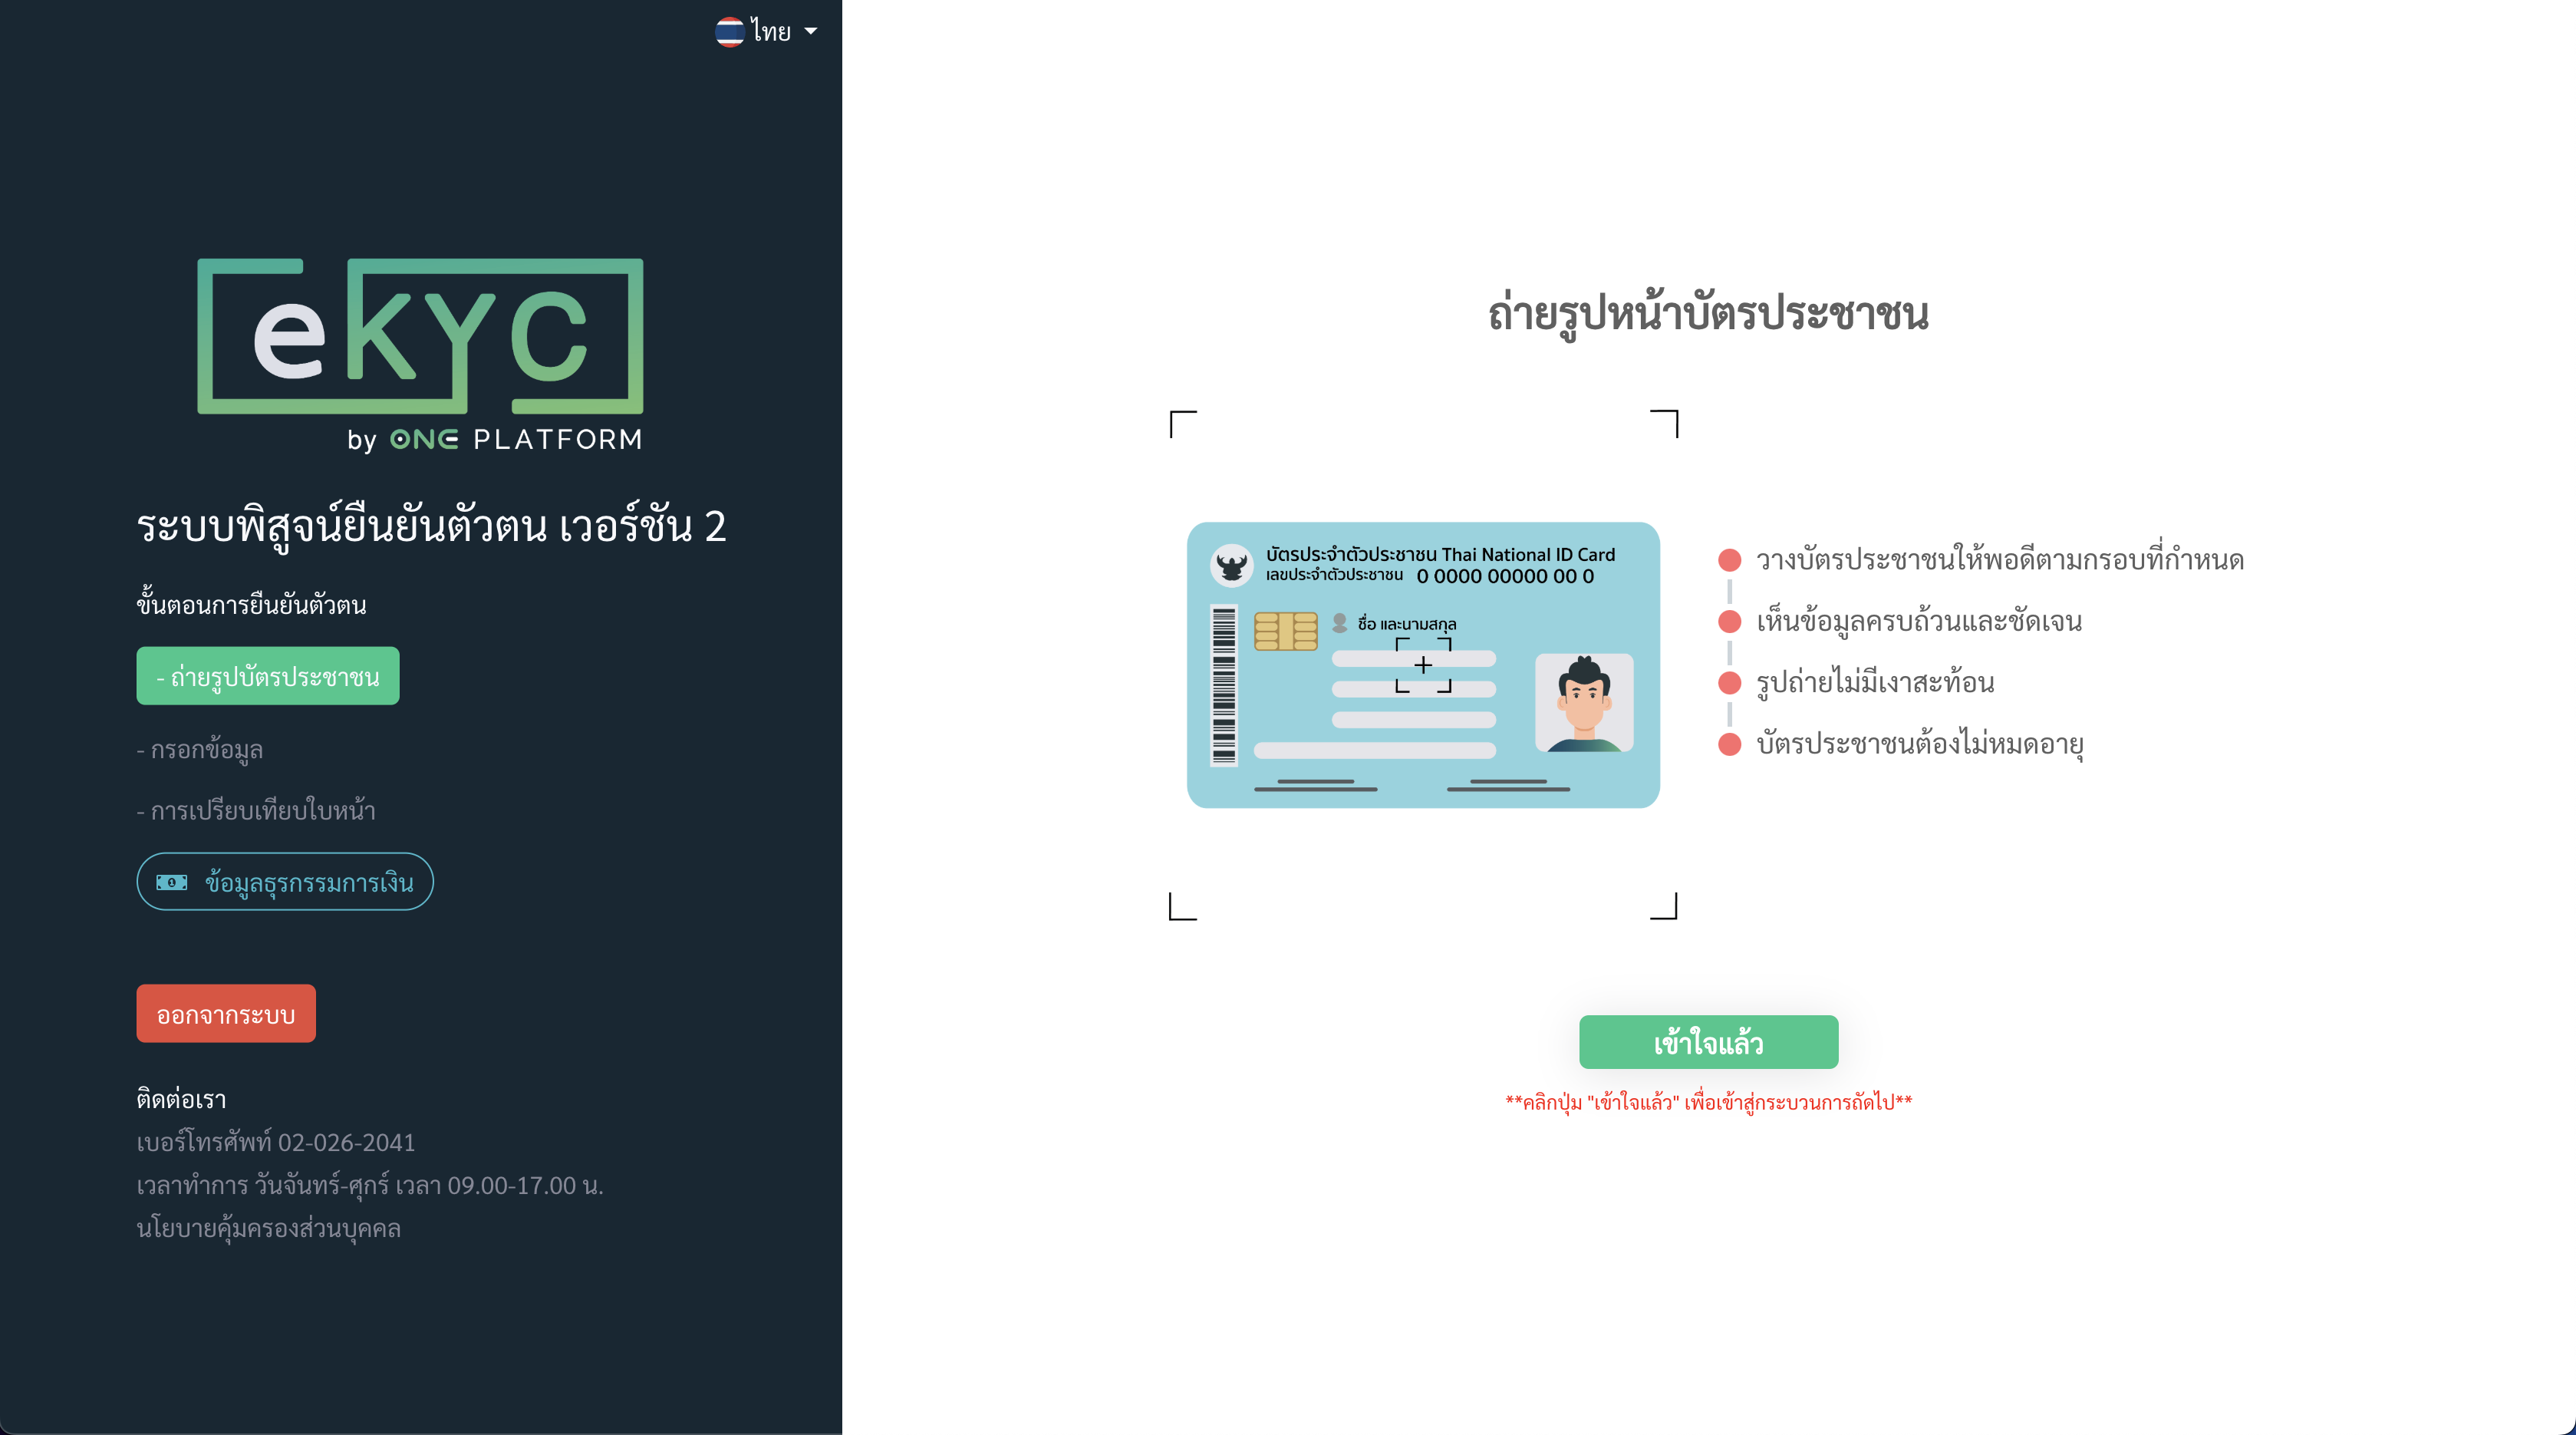 ไทย
eKYC
by ONE PLATFORM
ระบบพิสูจน์ยืนยันตัวตน เวอร์ชัน 2
ขั้นตอนการยืนยันตัวตน
- ถ่ายรูปบัตรประชาชน
- กรอกข้อมูล
- การเปรียบเทียบใบหน้า
ข้อมูลธุรกรรมการเงิน
ออกจากระบบ
ติดต่อเรา
เบอร์โทรศัพท์ 02-026-2041
เวลาทำการ วันจันทร์-ศุกร์ เวลา 09.00-17.00 น.
นโยบายคุ้มครองส่วนบุคคล
ถ่ายรูปหน้าบัตรประชาชน
บัตรประจำตัวประชาชน Thai National ID Card
เลขประจำตัวประชาชน 0 0000 00000 00 0
ชื่อ และนามสกุล
วางบัตรประชาชนให้พอดีตามกรอบที่กำหนด
เห็นข้อมูลครบถ้วนและชัดเจน
รูปถ่ายไม่มีเงาสะท้อน
บัตรประชาชนต้องไม่หมดอายุ
เข้าใจแล้ว
**คลิกปุ่ม "เข้าใจแล้ว" เพื่อเข้าสู่กระบวนการถัดไป**